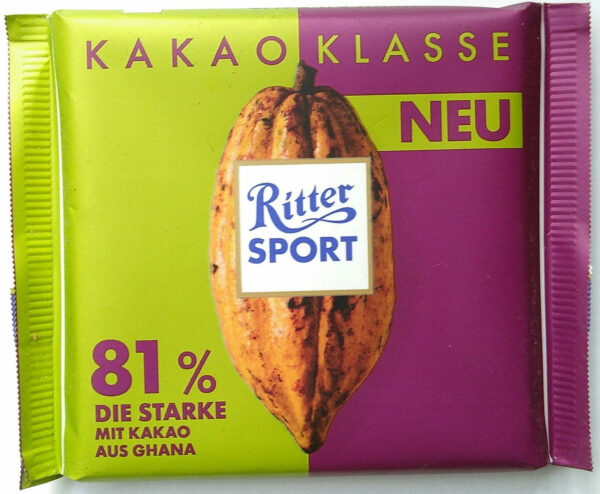 KAKAO KLASSE
NEU
Ritter
SPORT
81%
DIE STARKE
MIT KAKAO
AUS GHANA